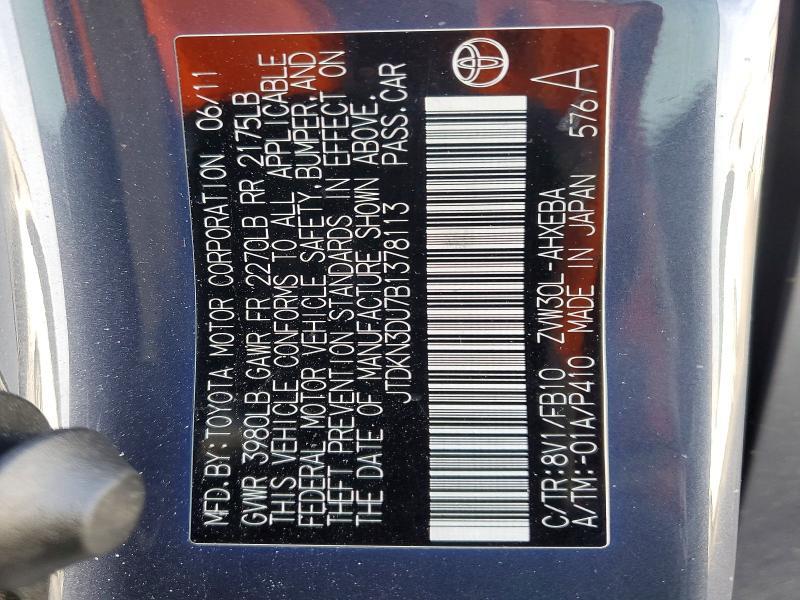 MFD.BY:TOYOTA MOTOR CORPORATION 06/11
GVWR 3980LB GAWR FR 2270LB RR 2175LB
THIS VEHICLE CONFORMS TO ALL APPLICABLE
FEDERAL MOTOR VEHICLE SAFETY,BUMPER,AND
THEFT PREVENTION STANDARDS IN EFFECT ON
THE DATE OF MANUFACTURE SHOWN ABOVE.
JTDKN3DU7B1378113 PASS.CAR
C/TR:8V1/FB10 ZVW30L-AHXEBA
A/TM:-01A/P410 MADE IN JAPAN 576 A